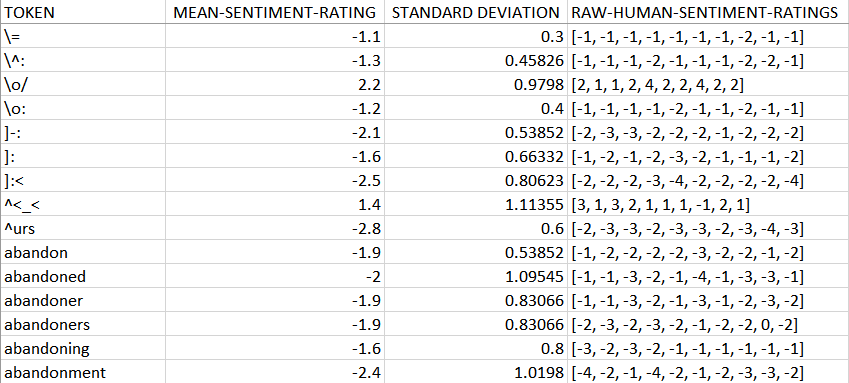 TOKEN MEAN-SENTIMENT-RATING STANDARD DEVIATION RAW-HUMAN-SENTIMENT-RATINGS
\= -1.1 0.3 [-1, -1, -1, -1, -1, -1, -1, -2, -1, -1]
\^: -1.3 0.45826 [-1, -1, -1, -2, -1, -1, -1, -2, -2, -1]
\o/ 2.2 0.9798 [2, 1, 1, 2, 4, 2, 2, 4, 2, 2]
\o: -1.2 0.4 [-1, -1, -1, -1, -2, -1, -1, -2, -1, -1]
]-: -2.1 0.53852 [-2, -3, -3, -2, -2, -2, -1, -2, -2, -2]
]: -1.6 0.66332 [-1, -2, -1, -2, -3, -2, -1, -1, -1, -2]
]:< -2.5 0.80623 [-2, -2, -2, -3, -4, -2, -2, -2, -2, -4]
^<_< 1.4 1.11355 [3, 1, 3, 2, 1, 1, 1, -1, 2, 1]
^urs -2.8 0.6 [-2, -3, -3, -2, -3, -3, -2, -3, -4, -3]
abandon -1.9 0.53852 [-1, -2, -2, -2, -2, -3, -2, -2, -1, -2]
abandoned -2 1.09545 [-1, -1, -3, -2, -1, -4, -1, -3, -3, -1]
abandoner -1.9 0.83066 [-1, -1, -3, -2, -1, -3, -1, -2, -3, -2]
abandoners -1.9 0.83066 [-2, -3, -2, -3, -2, -1, -2, -2, 0, -2]
abandoning -1.6 0.8 [-3, -2, -3, -2, -1, -1, -1, -1, -1, -1]
abandonment -2.4 1.0198 [-4, -2, -1, -4, -2, -1, -2, -3, -3, -2]